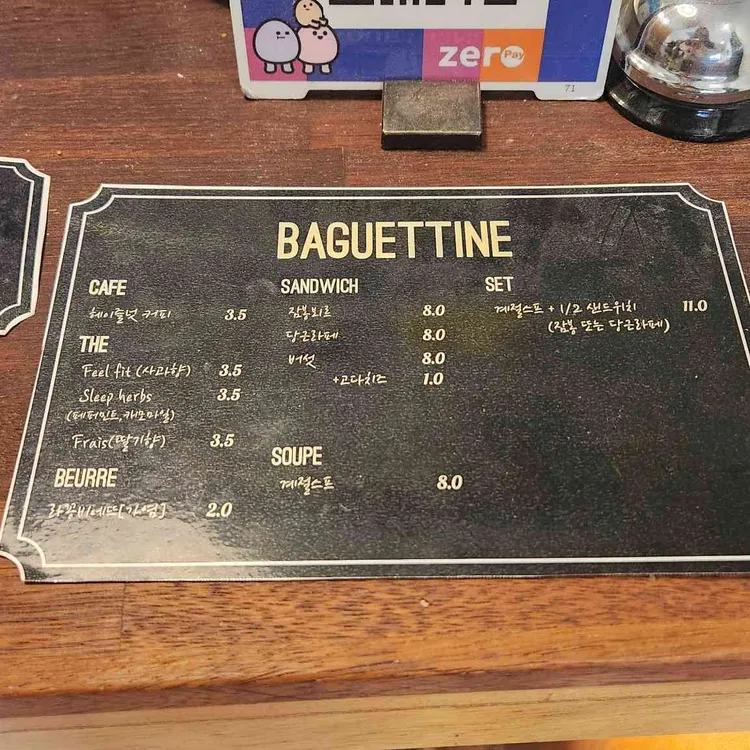 zero Pay
71
BAGUETTINE
CAFE
헤이즐넛 커피 3.5
THE
Feel fit (사과향) 3.5
Sleep herbs 3.5
(페퍼민트, 캐모마일)
Frais(딸기향) 3.5
BEURRE
라꽁비에뜨[가염] 2.0
SANDWICH
잠봉뵈르 8.0
당근라페 8.0
버섯 8.0
+고다치즈 1.0
SOUPE
계절스프 8.0
SET
계절스프 + 1/2 샌드위치 11.0
(잠봉 또는 당근라페)